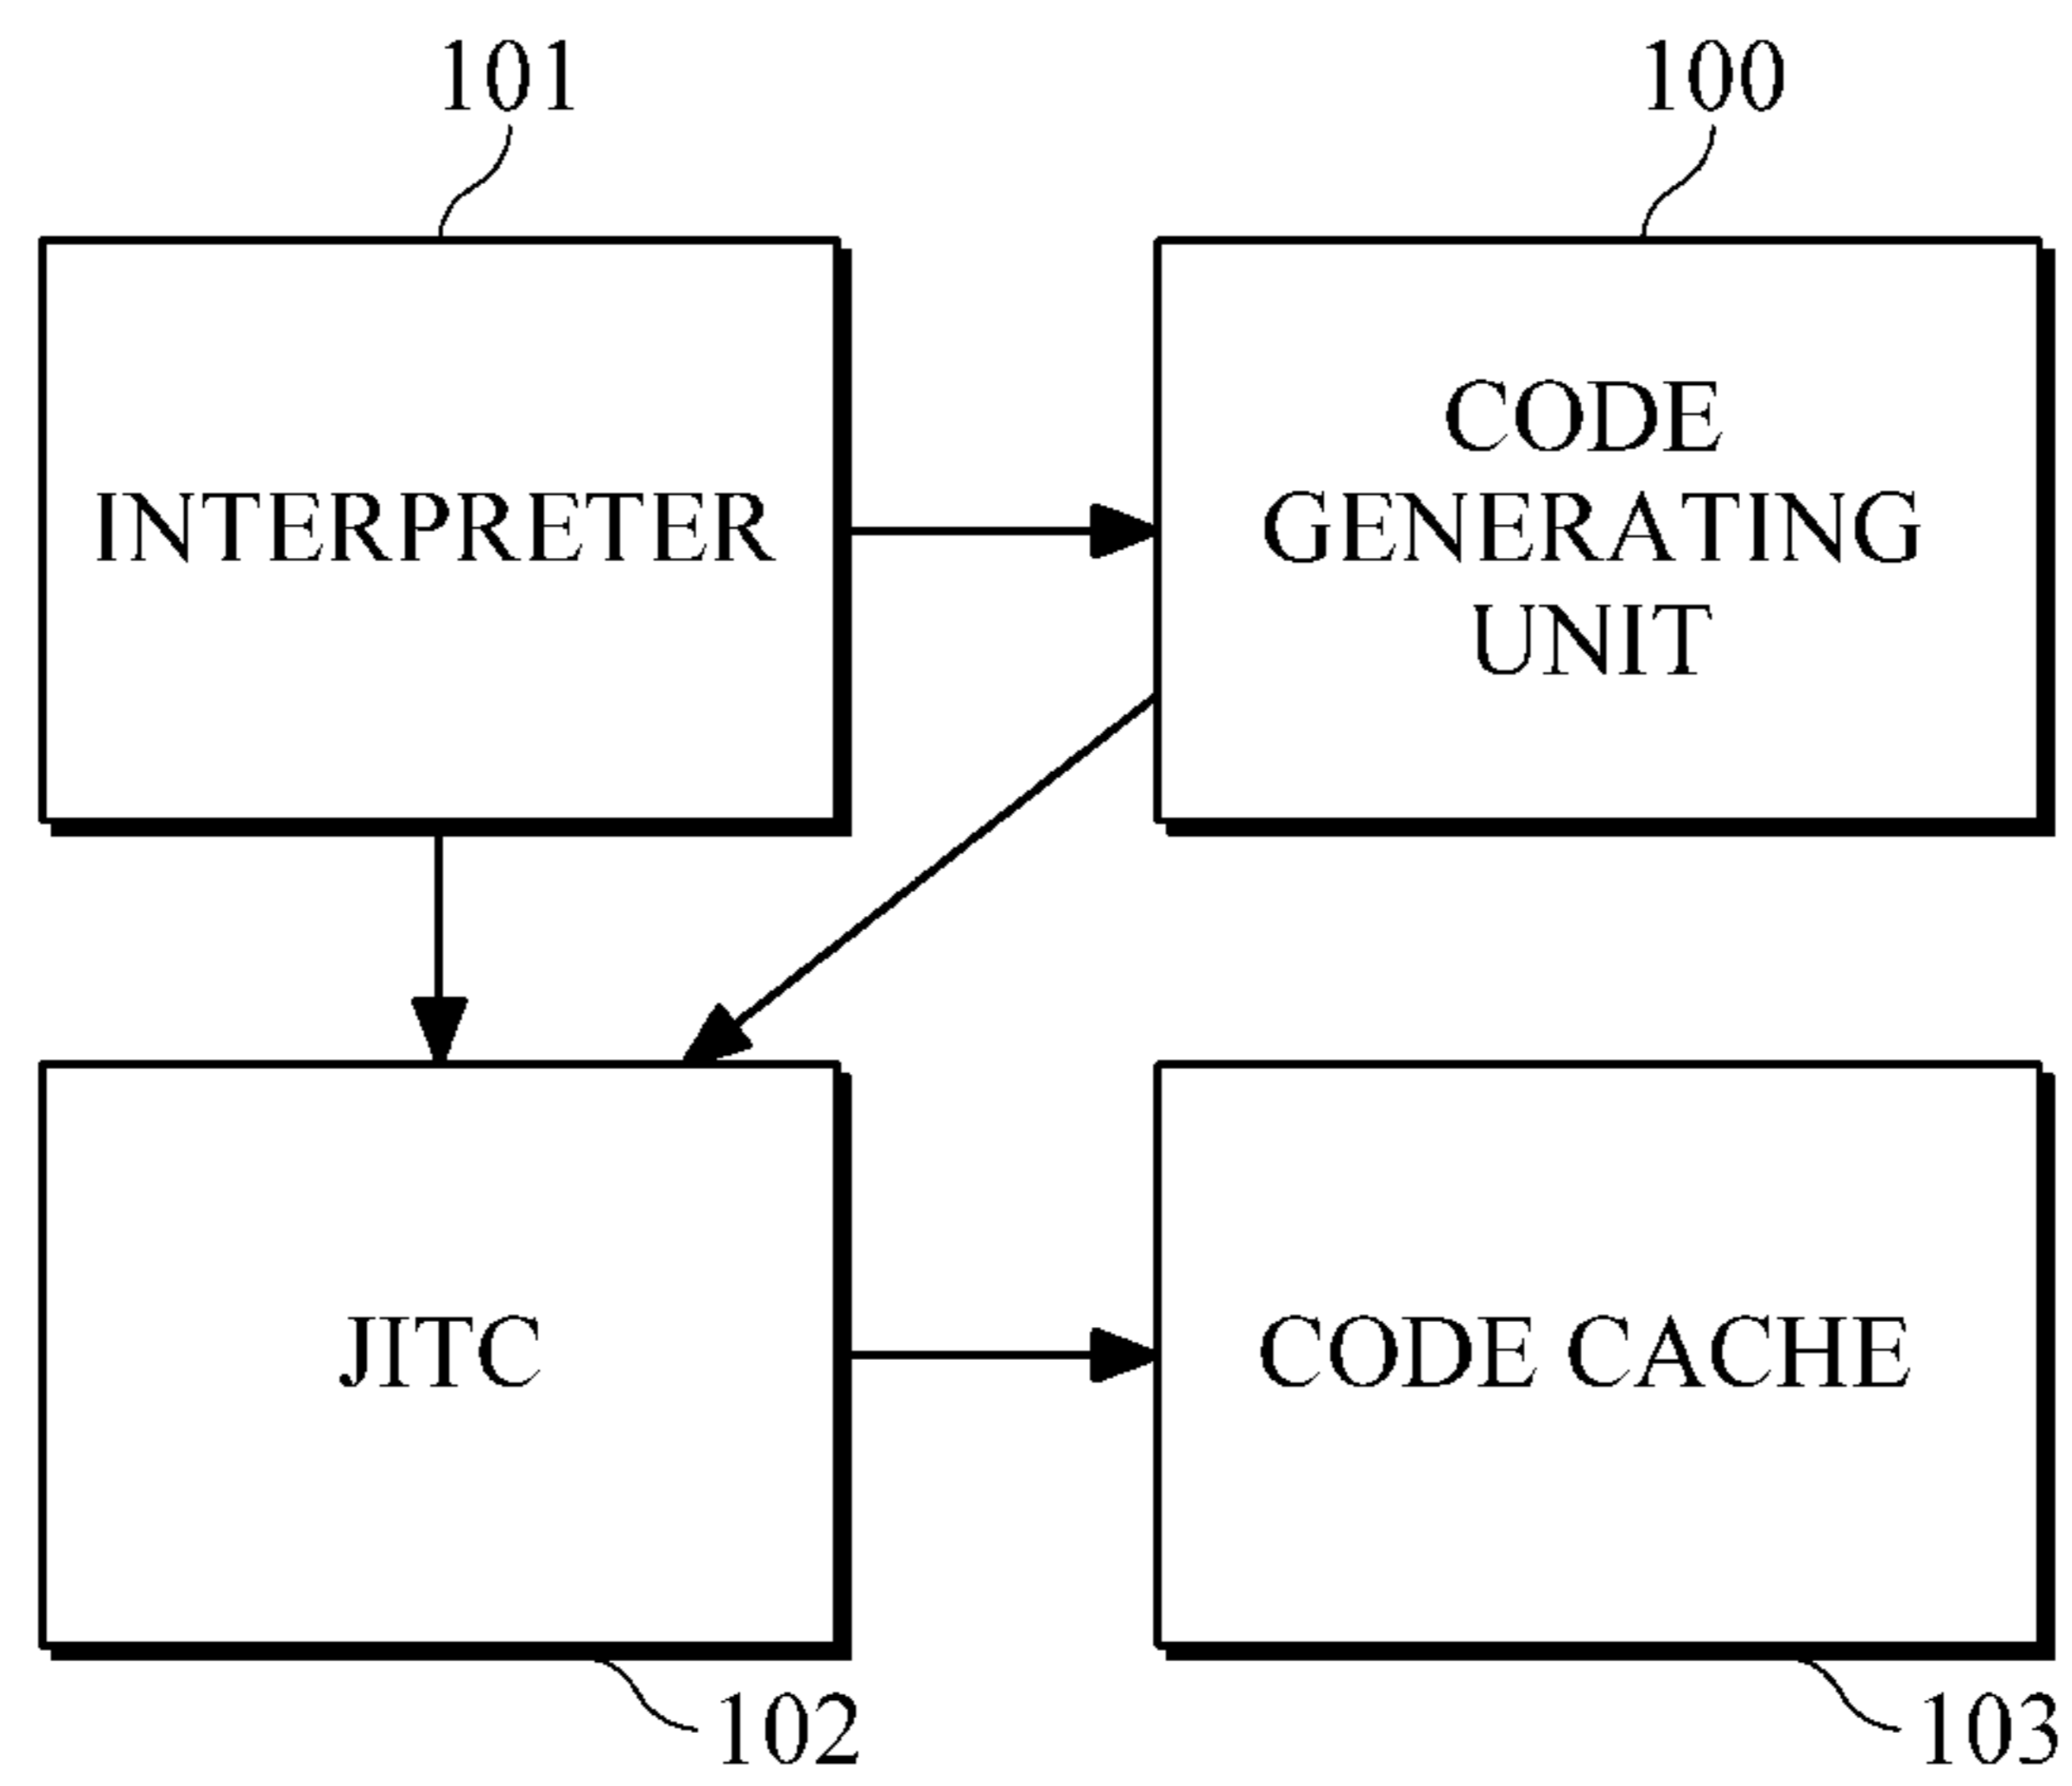 101
100
INTERPRETER
CODE
GENERATING
UNIT
JITC
CODE CACHE
102
103